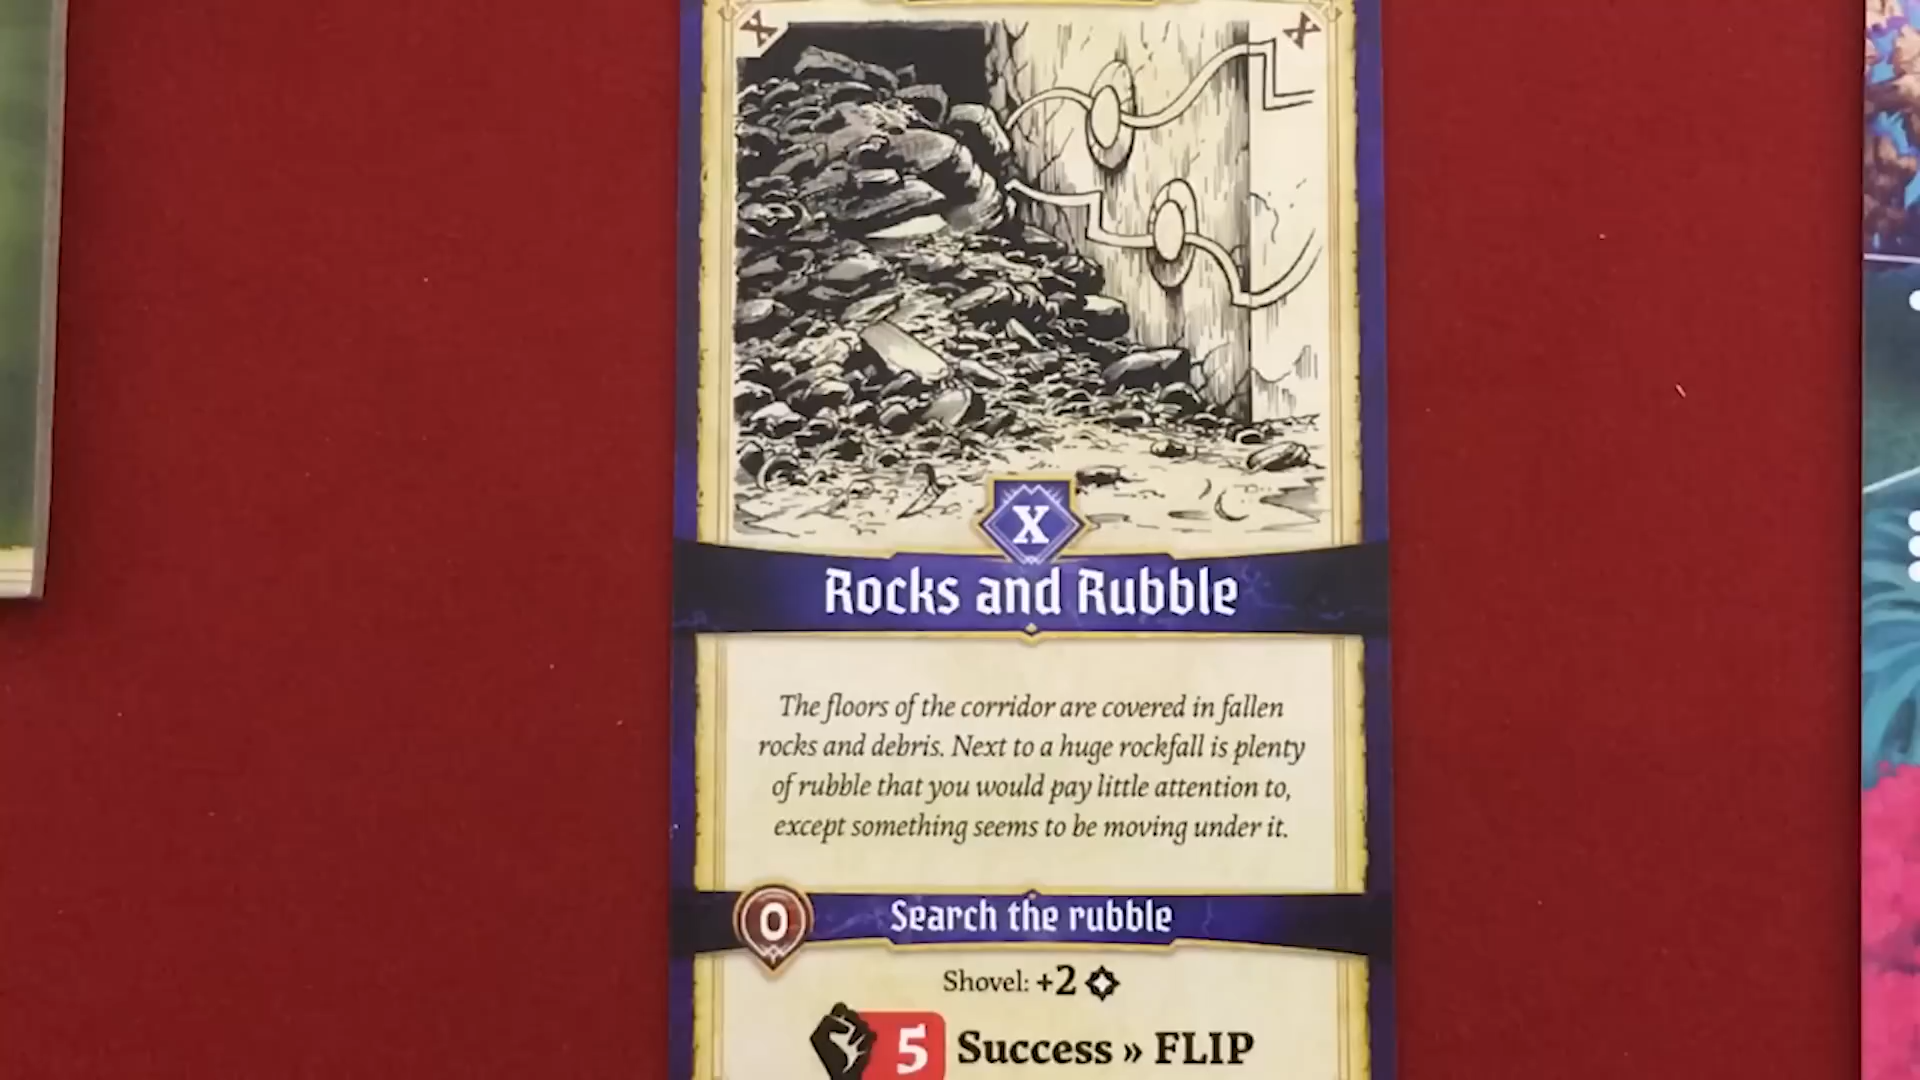 X X
X
Rocks and Rubble
The floors of the corridor are covered in fallen
rocks and debris. Next to a huge rockfall is plenty
of rubble that you would pay little attention to,
except something seems to be moving under it.
0 Search the rubble
Shovel: +2
5 Success » FLIP